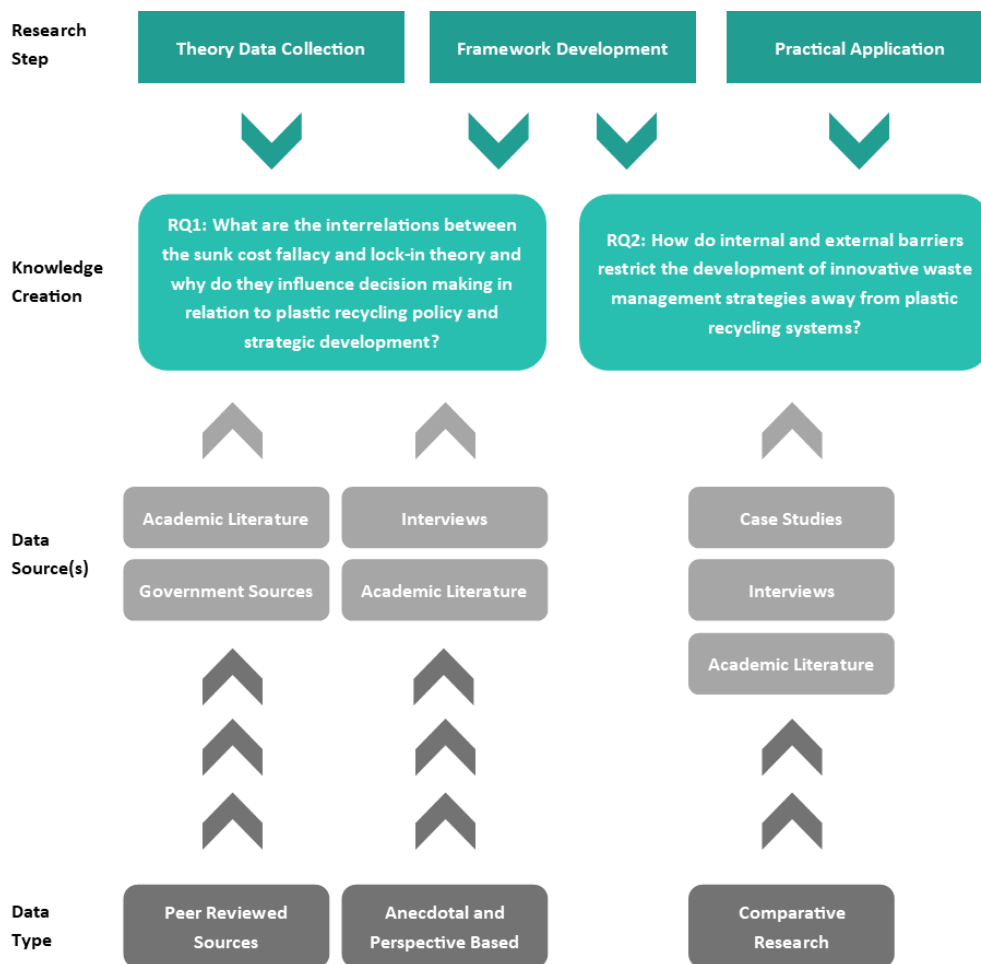 Research
Step
Theory Data Collection
Framework Development
Practical Application
Knowledge
Creation
RQ1: What are the interrelations between
the sunk cost fallacy and lock-in theory and
why do they influence decision making in
relation to plastic recycling policy and
strategic development?
RQ2: How do internal and external barriers
restrict the development of innovative waste
management strategies away from plastic
recycling systems?
Data
Source(s)
Academic Literature
Government Sources
Interviews
Academic Literature
Case Studies
Interviews
Academic Literature
Data
Type
Peer Reviewed
Sources
Anecdotal and
Perspective Based
Comparative
Research